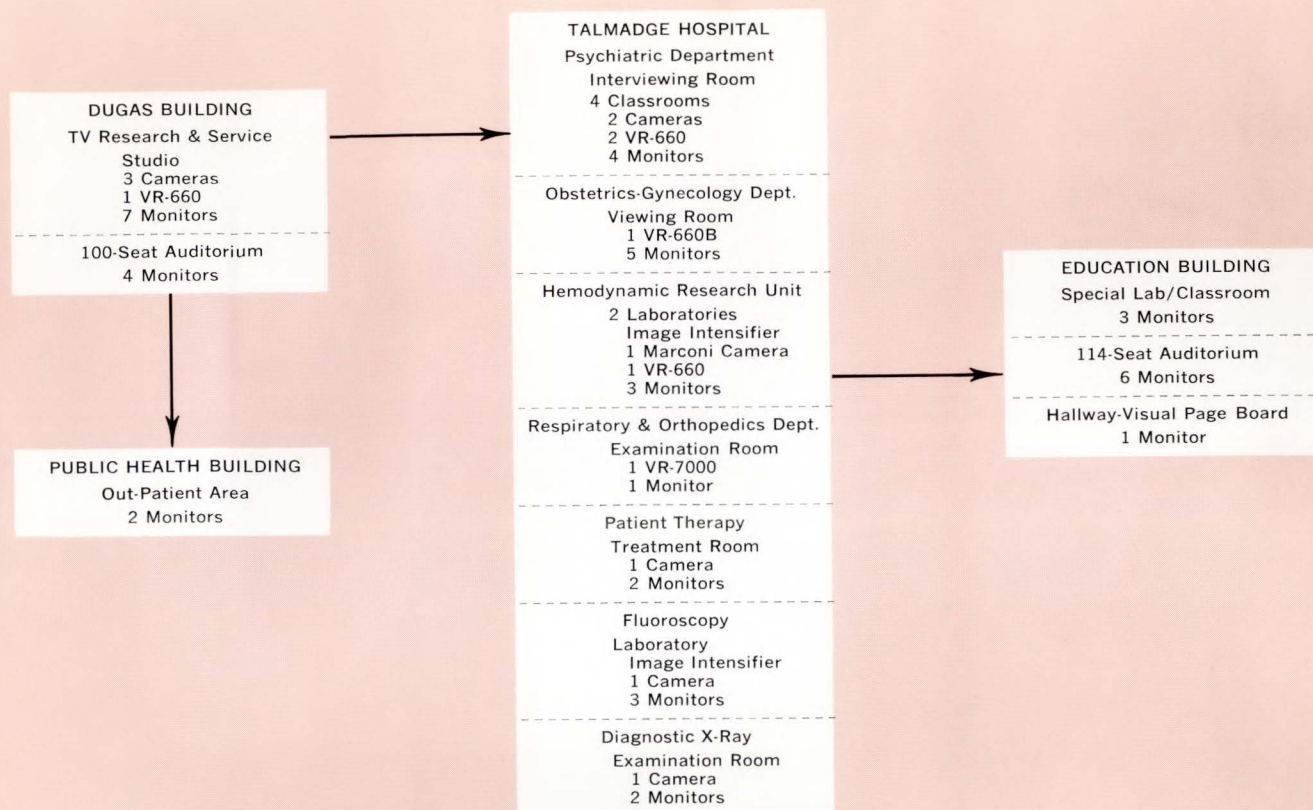 DUGAS BUILDING
TV Research & Service
Studio
3 Cameras
1 VR-660
7 Monitors
100-Seat Auditorium
4 Monitors
PUBLIC HEALTH BUILDING
Out-Patient Area
2 Monitors
TALMADGE HOSPITAL
Psychiatric Department
Interviewing Room
4 Classrooms
2 Cameras
2 VR-660
4 Monitors
Obstetrics-Gynecology Dept.
Viewing Room
1 VR-660B
5 Monitors
Hemodynamic Research Unit
2 Laboratories
Image Intensifier
1 Marconi Camera
1 VR-660
3 Monitors
Respiratory & Orthopedics Dept.
Examination Room
1 VR-7000
1 Monitor
Patient Therapy
Treatment Room
1 Camera
2 Monitors
Fluoroscopy
Laboratory
Image Intensifier
1 Camera
3 Monitors
Diagnostic X-Ray
Examination Room
1 Camera
2 Monitors
EDUCATION BUILDING
Special Lab/Classroom
3 Monitors
114-Seat Auditorium
6 Monitors
Hallway-Visual Page Board
1 Monitor